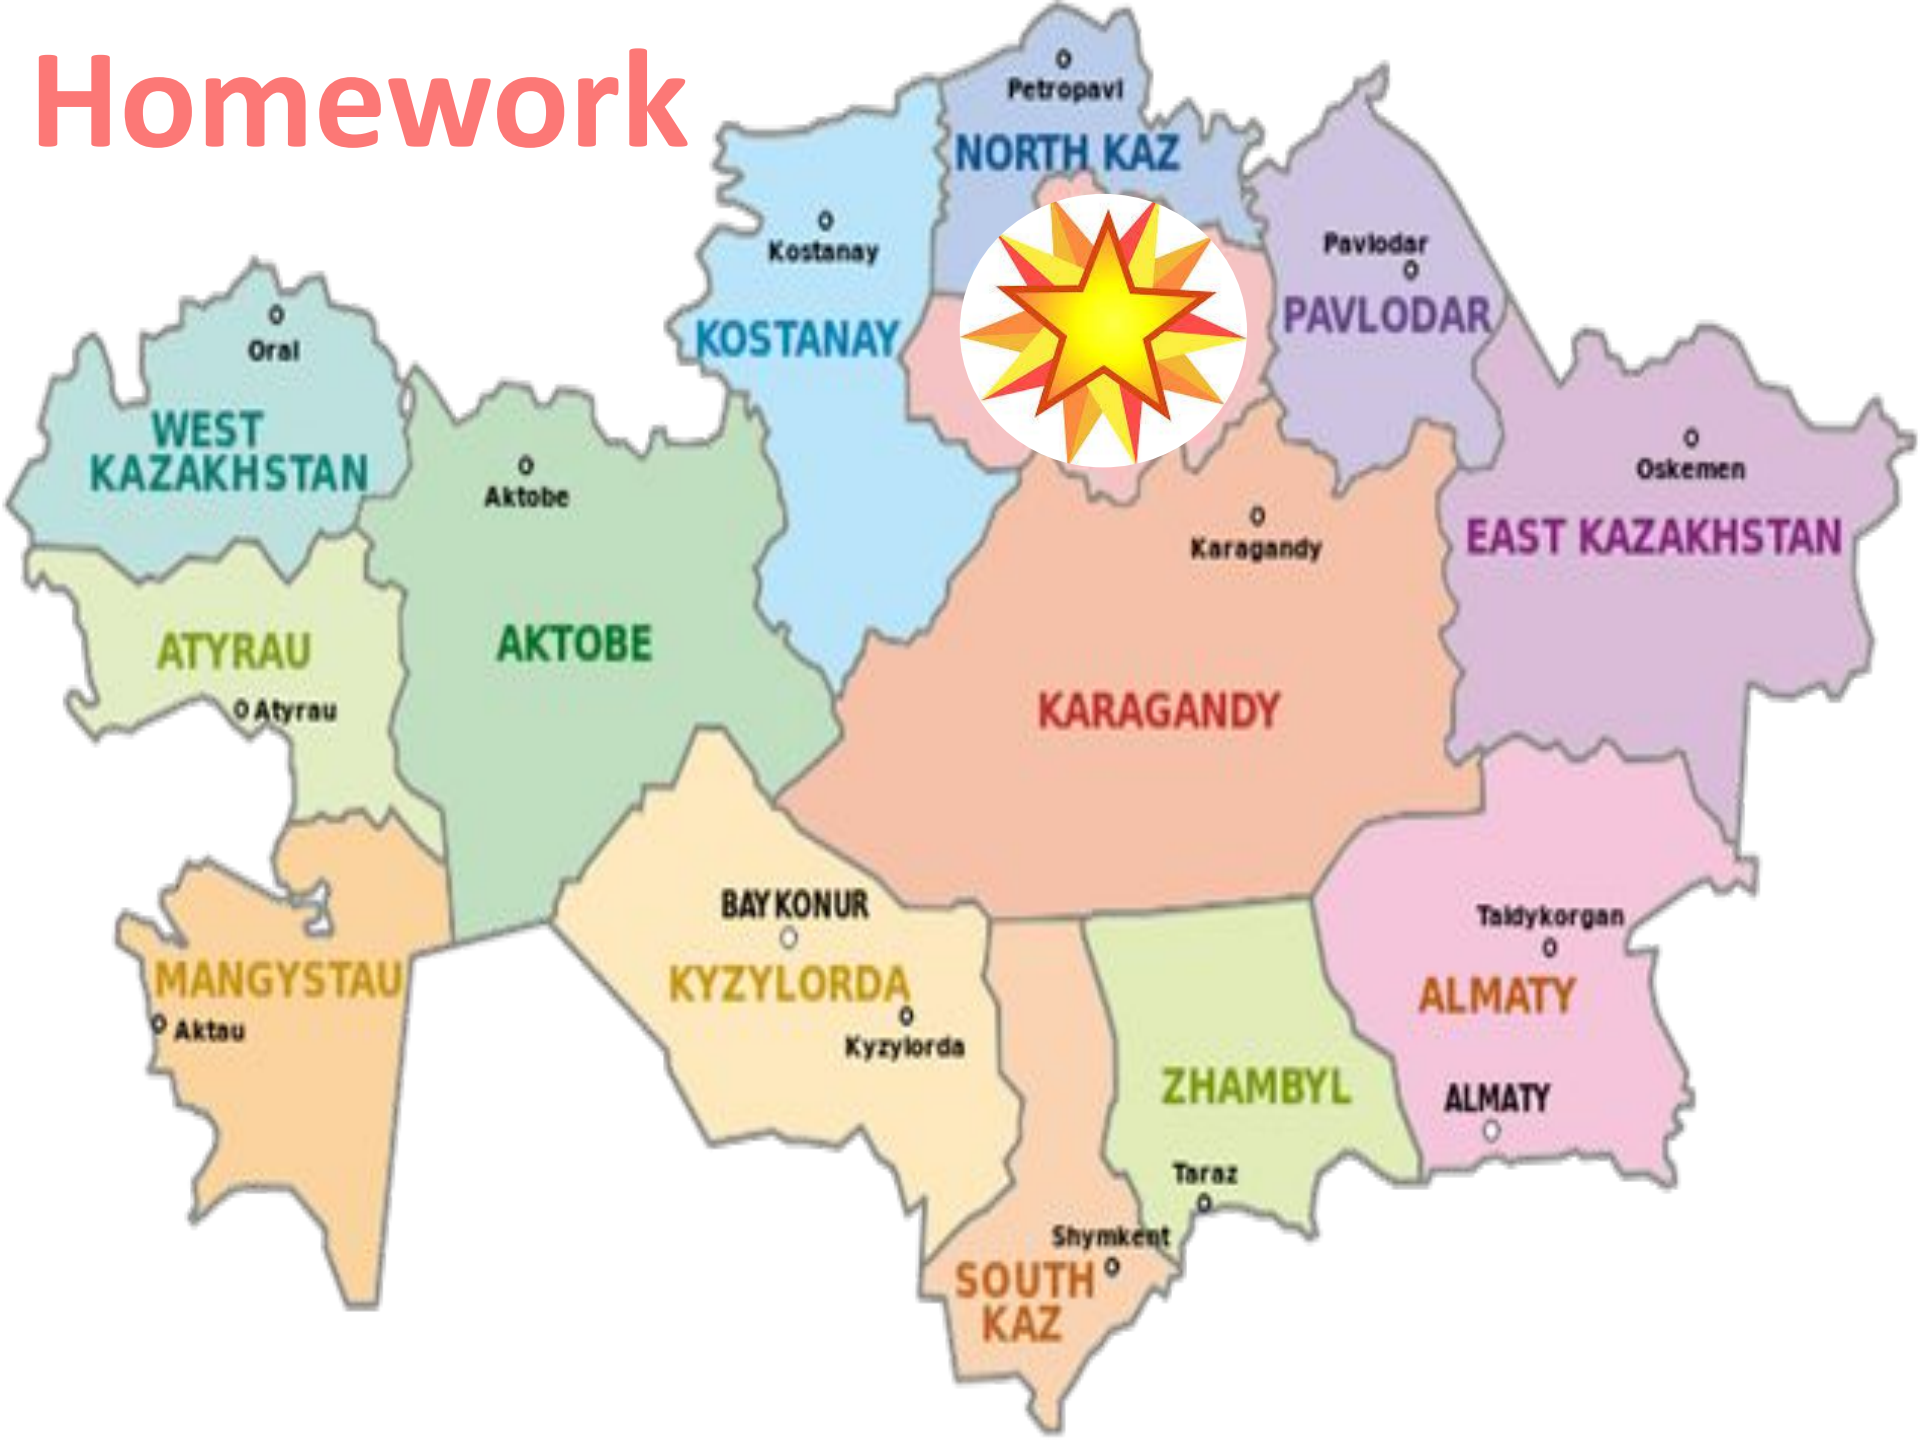 Homework
Petropavl
NORTH KAZ
Kostanay
KOSTANAY
Pavlodar
PAVLODAR
Oral
WEST
KAZAKHSTAN
Aktobe
AKTOBE
Oskemen
EAST KAZAKHSTAN
Karagandy
KARAGANDY
ATYRAU
Atyrau
BAYKONUR
KYZYLORDA
Kyzylorda
MANGYSTAU
Aktau
Taldykorgan
ALMATY
ALMATY
ZHAMBYL
Taraz
Shymkent
SOUTH
KAZ